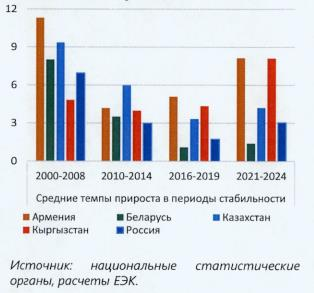 12
9
6
3
0
2000-2008 2010-2014 2016-2019 2021-2024
Средние темпы прироста в периоды стабильности
Армения Беларусь Казахстан
Кыргызстан Россия
Источник: национальные статистические
органы, расчеты ЕЭК.